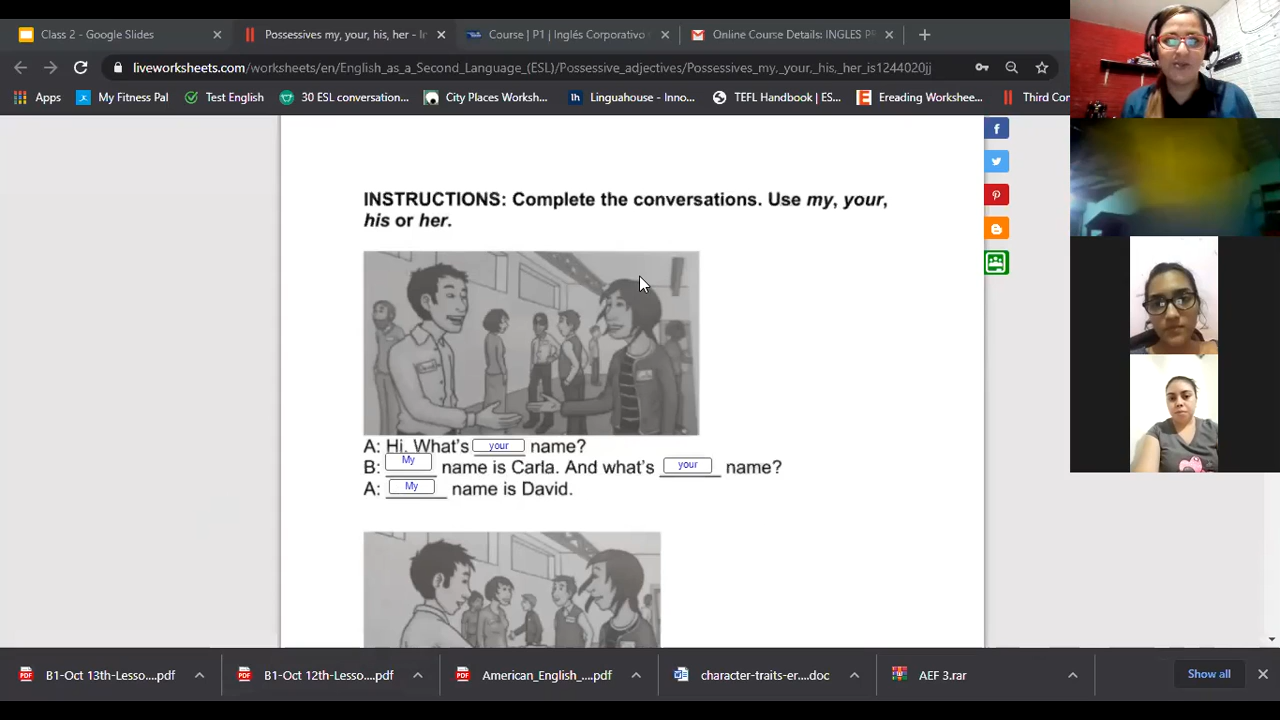 Class 2 - Google Slides
Possessives my, your, his, her - In
Course | P1 | Inglés Corporativo
Online Course Details: INGLES P
liveworksheets.com/worksheets/en/English_as_a_Second_Language_(ESL)/Possessive_adjectives/Possessives_my,_your,_his,_her_is1244020jj
Apps
My Fitness Pal
Test English
30 ESL conversation...
City Places Worksh...
Linguahouse - Inno...
TEFL Handbook | ES...
Ereading Workshee...
Third Con
INSTRUCTIONS: Complete the conversations. Use my, your,
his or her.
A: Hi. What's your name?
B: My name is Carla. And what's your name?
A: My name is David.
B1-Oct 13th-Lesso....pdf
B1-Oct 12th-Lesso....pdf
American_English_....pdf
character-traits-er....doc
AEF 3.rar
Show all